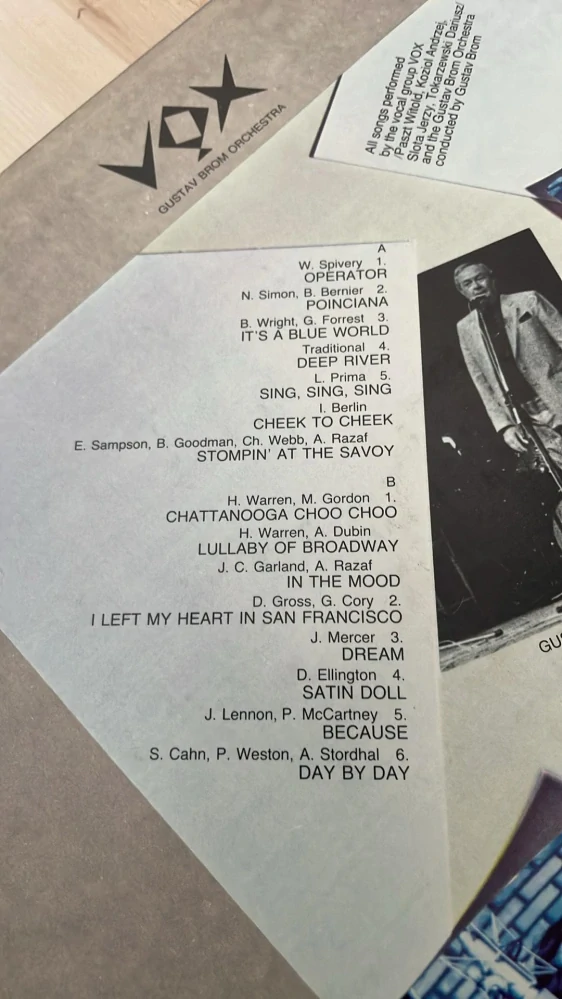 VOX
GUSTAV BROM ORCHESTRA
All songs performed
by the vocal group VOX
/Paszt Witold, Kozioł Andrzej,
Słota Jerzy, Tokarzewski Dariusz/
and the Gustav Brom Orchestra
conducted by Gustav Brom
A
W. Spivery 1.
OPERATOR
N. Simon, B. Bernier 2.
POINCIANA
B. Wright, G. Forrest 3.
IT'S A BLUE WORLD
Traditional 4.
DEEP RIVER
L. Prima 5.
SING, SING, SING
I. Berlin
CHEEK TO CHEEK
E. Sampson, B. Goodman, Ch. Webb, A. Razaf
STOMPIN' AT THE SAVOY
B
H. Warren, M. Gordon 1.
CHATTANOOGA CHOO CHOO
H. Warren, A. Dubin
LULLABY OF BROADWAY
J. C. Garland, A. Razaf
IN THE MOOD
D. Gross, G. Cory 2.
I LEFT MY HEART IN SAN FRANCISCO
J. Mercer 3.
DREAM
D. Ellington 4.
SATIN DOLL
J. Lennon, P. McCartney 5.
BECAUSE
S. Cahn, P. Weston, A. Stordhal 6.
DAY BY DAY